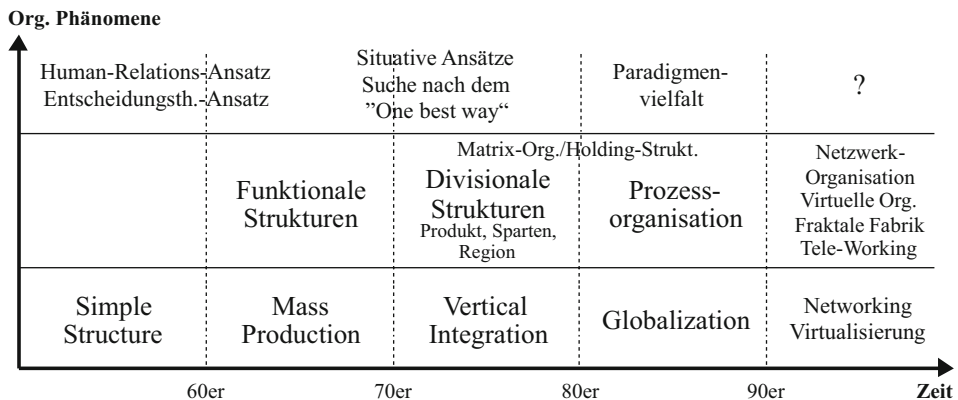 Org. Phänomene
Human-Relations-Ansatz
Entscheidungsth.-Ansatz
Situative Ansätze
Suche nach dem
”One best way“
Paradigmen-
vielfalt
?
Matrix-Org./Holding-Strukt.
Funktionale
Strukturen
Divisionale
Strukturen
Produkt, Sparten,
Region
Prozess-
organisation
Netzwerk-
Organisation
Virtuelle Org.
Fraktale Fabrik
Tele-Working
Simple
Structure
Mass
Production
Vertical
Integration
Globalization
Networking
Virtualisierung
60er
70er
80er
90er
Zeit